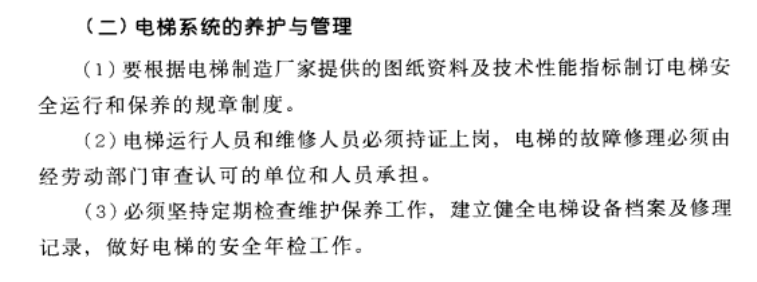 （二）电梯系统的养护与管理
（1）要根据电梯制造厂家提供的图纸资料及技术性能指标制订电梯安
全运行和保养的规章制度。
（2）电梯运行人员和维修人员必须持证上岗，电梯的故障修理必须由
经劳动部门审查认可的单位和人员承担。
（3）必须坚持定期检查维护保养工作，建立健全电梯设备档案及修理
记录，做好电梯的安全年检工作。